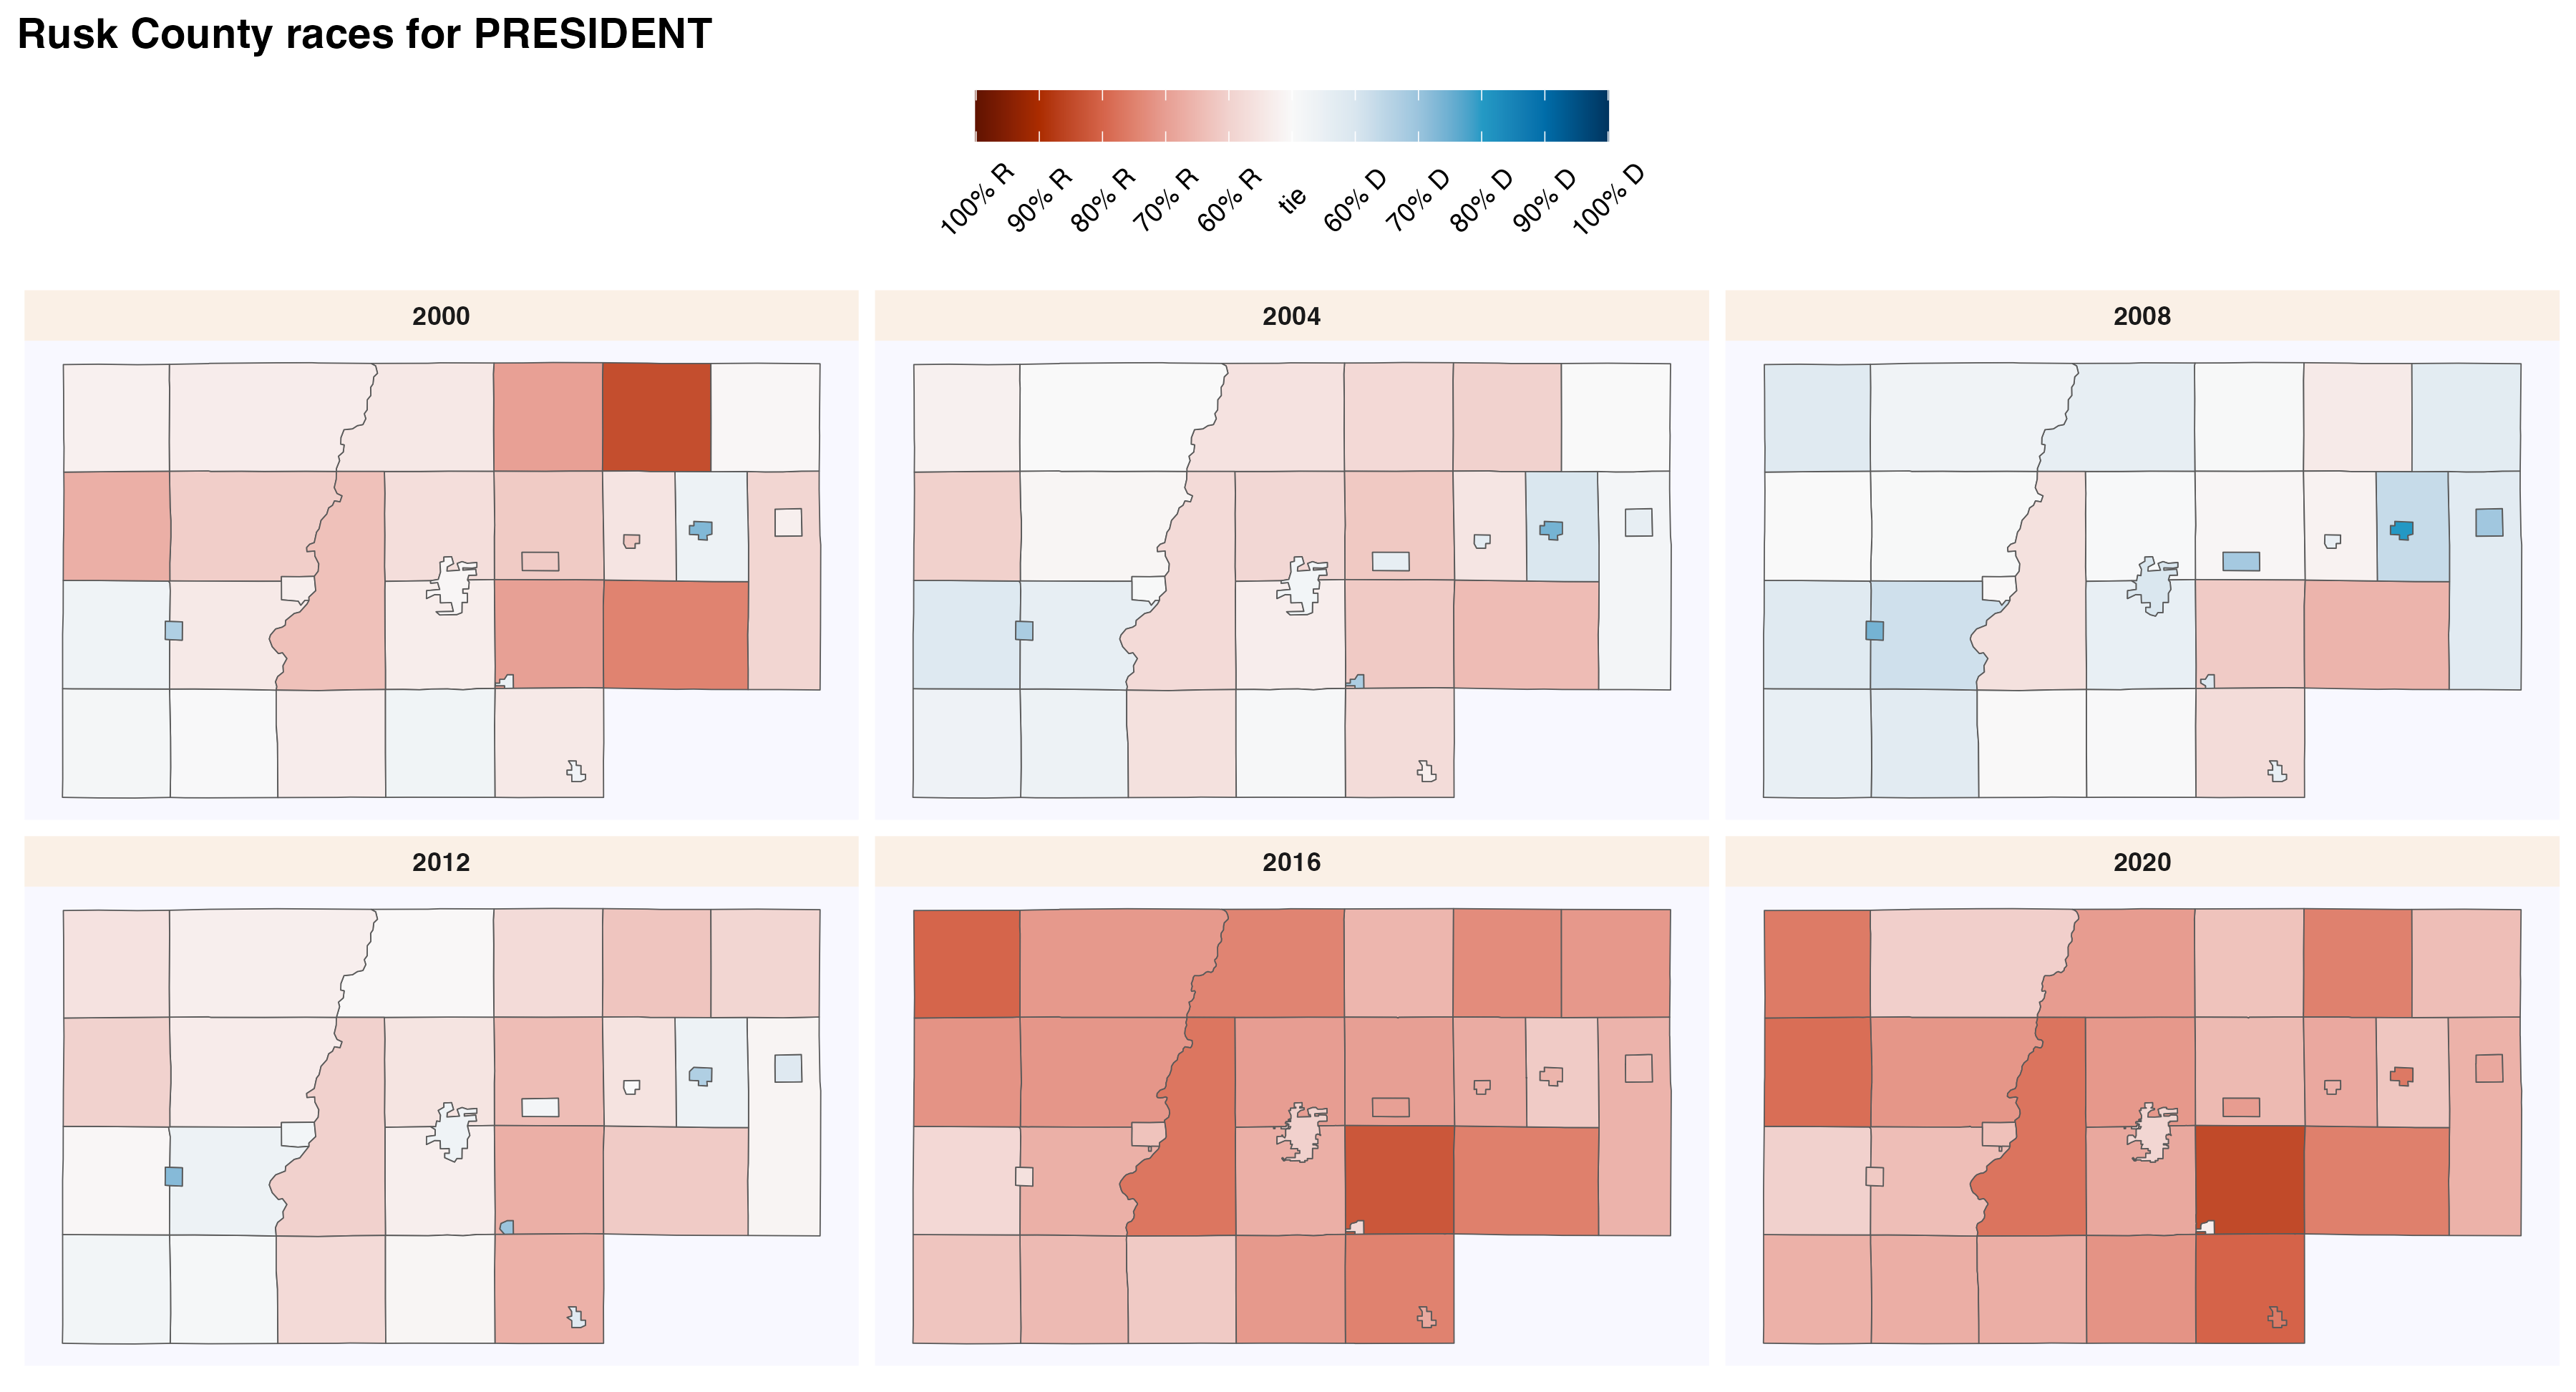 Rusk County races for PRESIDENT
100% R
90% R
80% R
70% R
60% R
tie
60% D
70% D
80% D
90% D
100% D
2000
2004
2008
2012
2016
2020